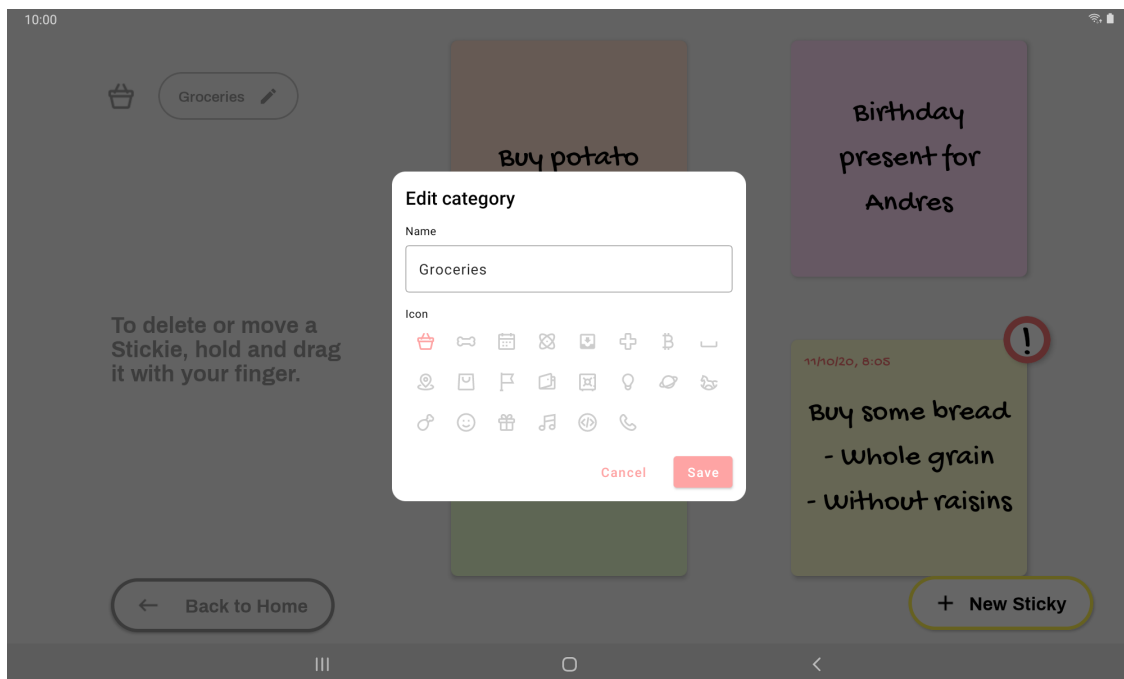 10:00
Groceries
Buy potato
Birthday
present for
Andres
Edit category
Name
Groceries
Icon
To delete or move a
Stickie, hold and drag
it with your finger.
11/10/20, 8:05
!
Buy some bread
- Whole grain
- Without raisins
Cancel
Save
← Back to Home
+ New Sticky